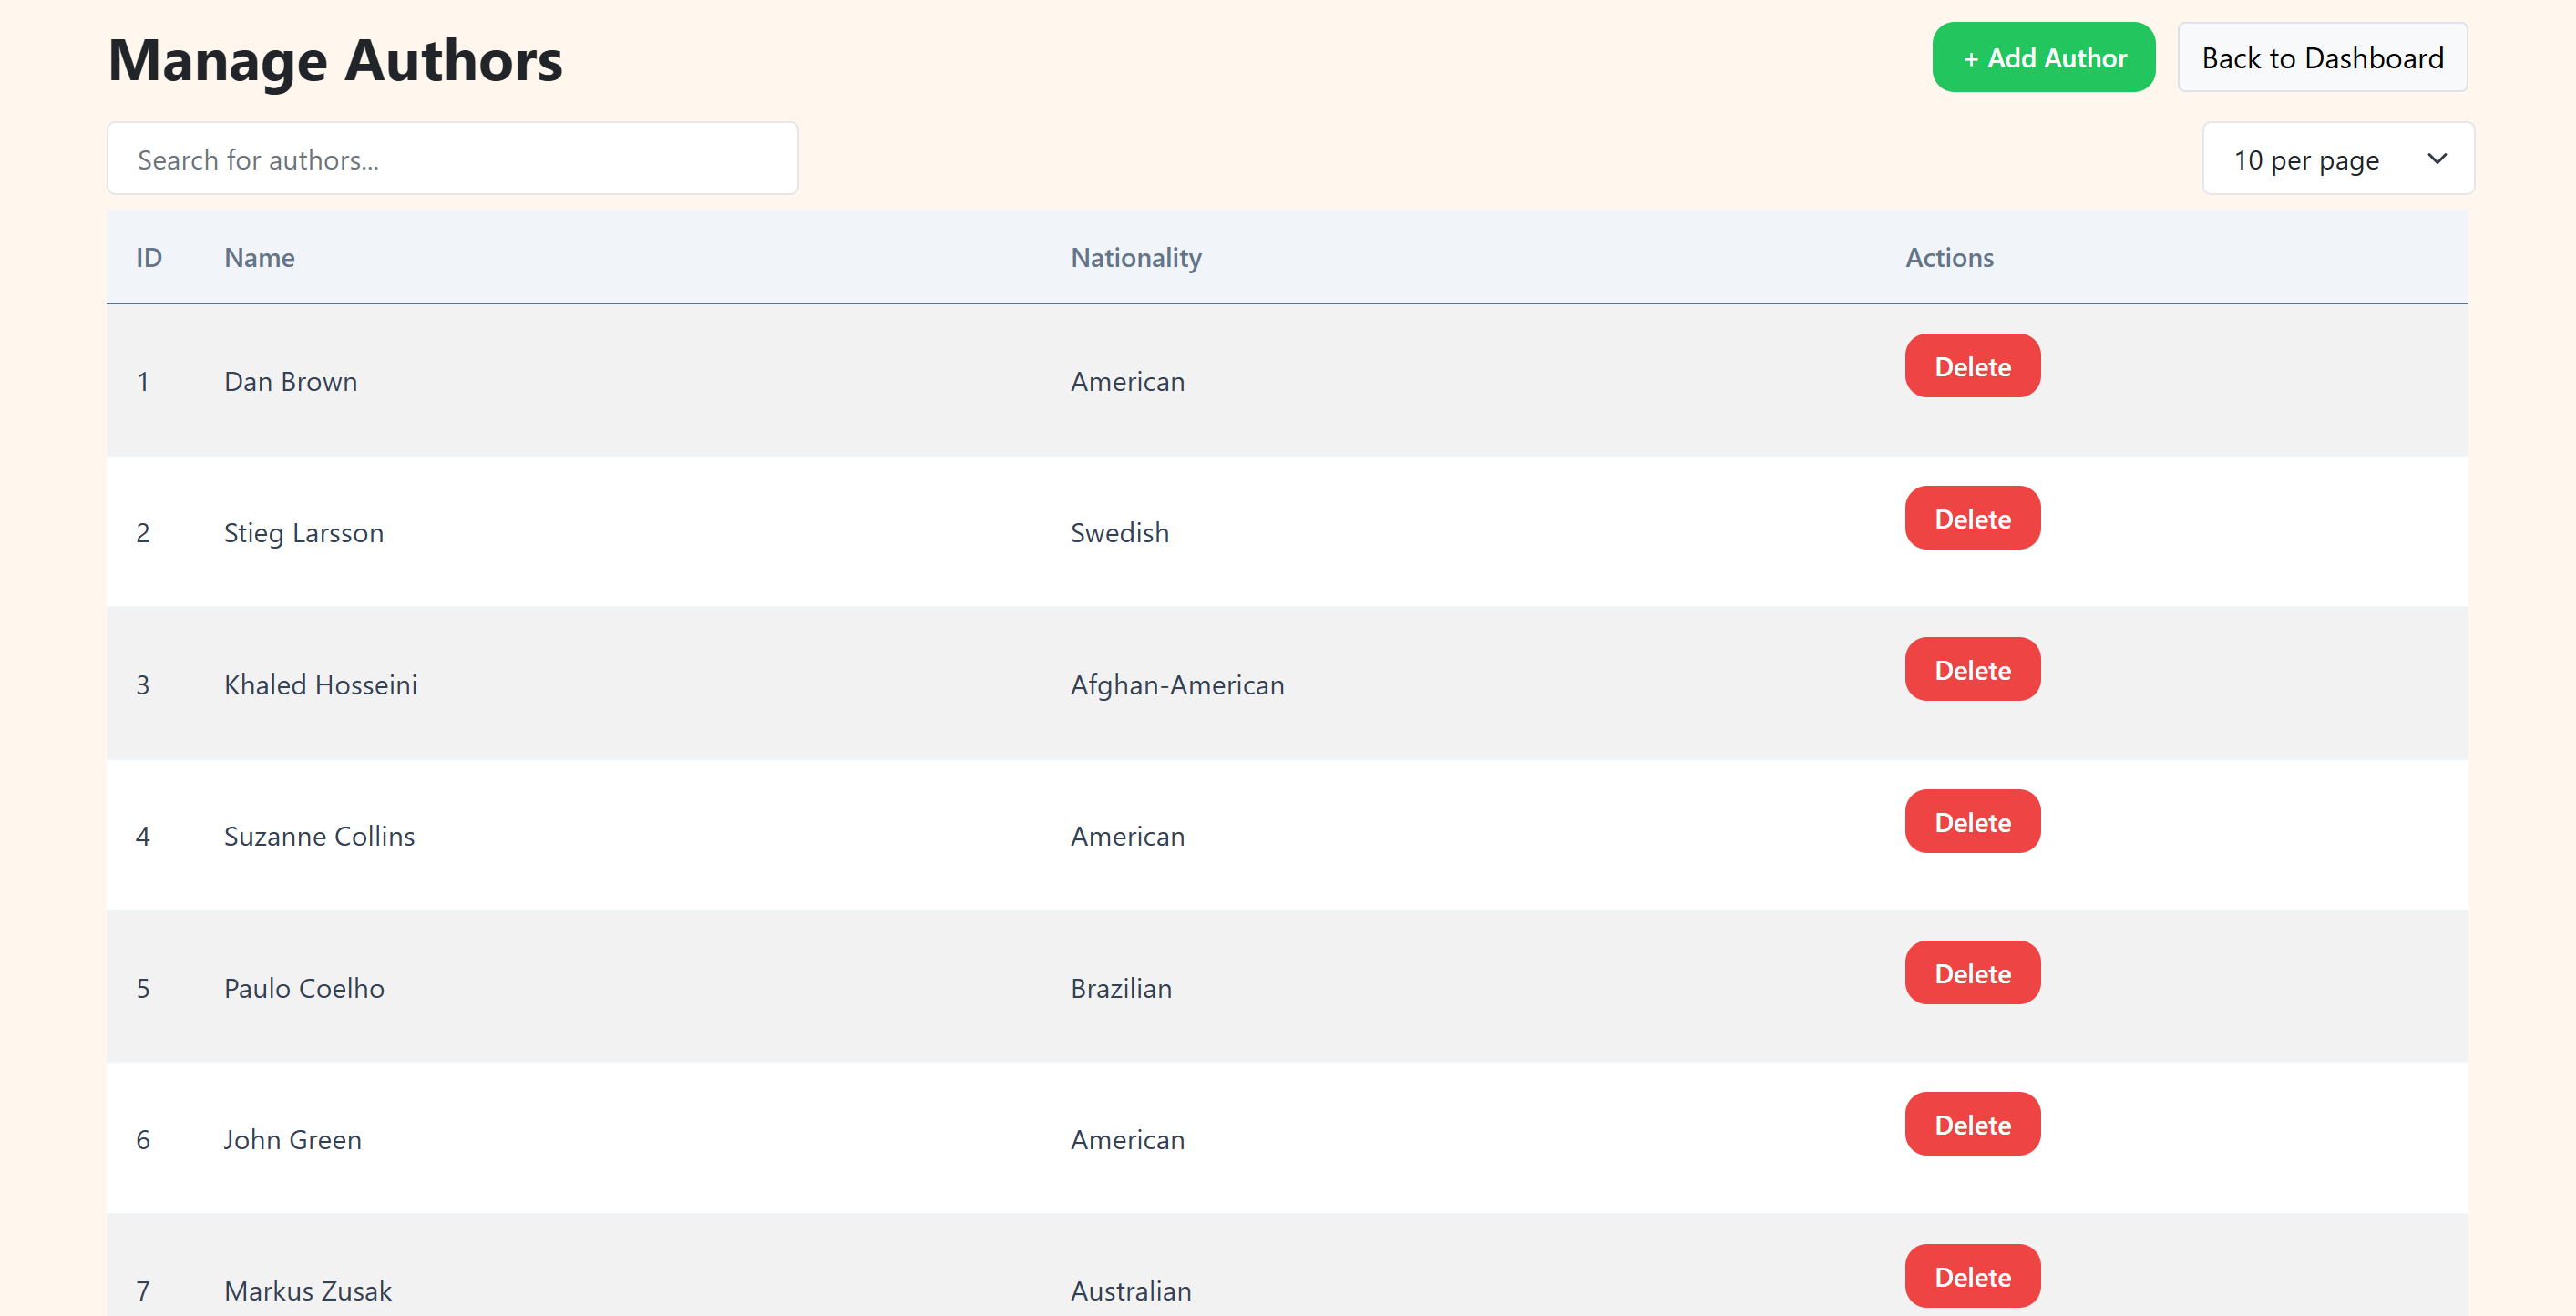 Manage Authors
+ Add Author
Back to Dashboard
Search for authors...
10 per page
ID Name Nationality Actions
1 Dan Brown American Delete
2 Stieg Larsson Swedish Delete
3 Khaled Hosseini Afghan-American Delete
4 Suzanne Collins American Delete
5 Paulo Coelho Brazilian Delete
6 John Green American Delete
7 Markus Zusak Australian Delete